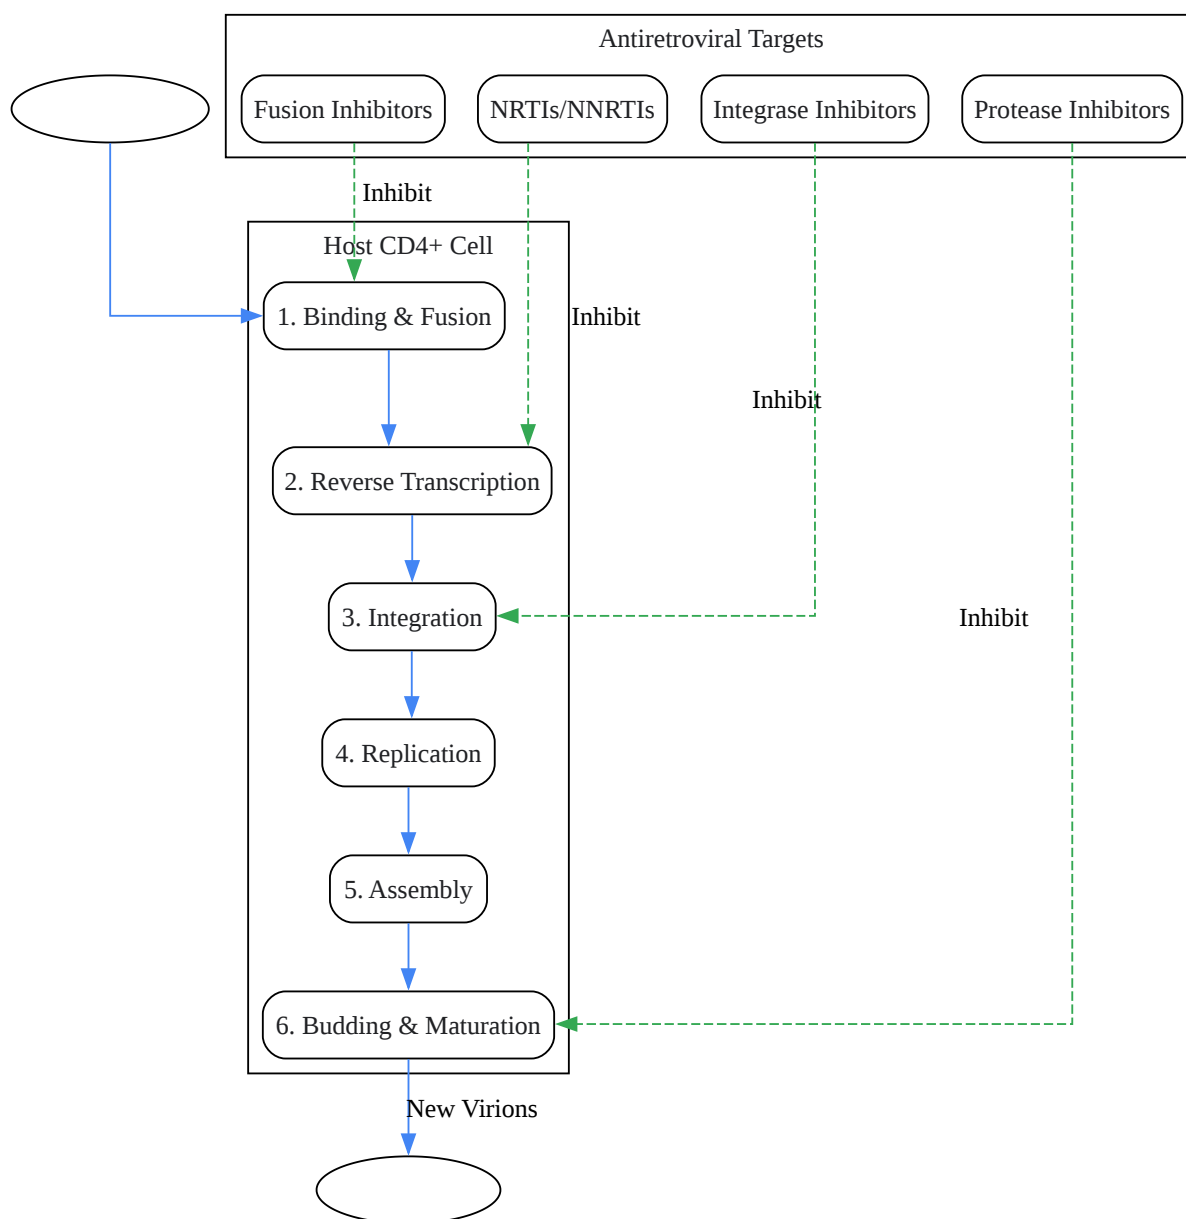 Antiretroviral Targets
Fusion Inhibitors
NRTIs/NNRTIs
Integrase Inhibitors
Protease Inhibitors
Inhibit
Host CD4+ Cell
1. Binding & Fusion
Inhibit
Inhibit
2. Reverse Transcription
3. Integration
Inhibit
4. Replication
5. Assembly
6. Budding & Maturation
New Virions